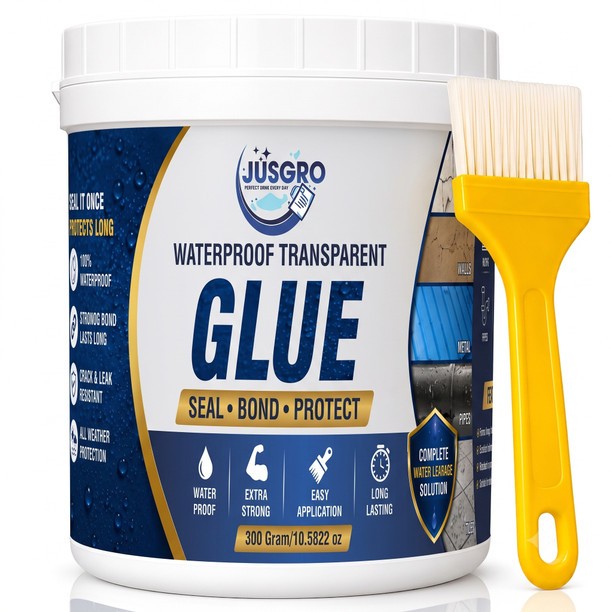 JUSGRO
PERFECT SHINE EVERY DAY
WATERPROOF TRANSPARENT
GLUE
SEAL • BOND • PROTECT
WATER
PROOF
EXTRA
STRONG
EASY
APPLICATION
LONG
LASTING
300 Gram/10.5822 oz
SEAL IT ONCE
PROTECTS LONG
100%
WATERPROOF
STRONOG BOND
LASTS LONG
CRACK & LEAK
RESISTANT
ALL WEATHER
PROTECTION
WALLS
METAL
PIPES
COMPLETE
WATER LEARAGE
SOLUTION